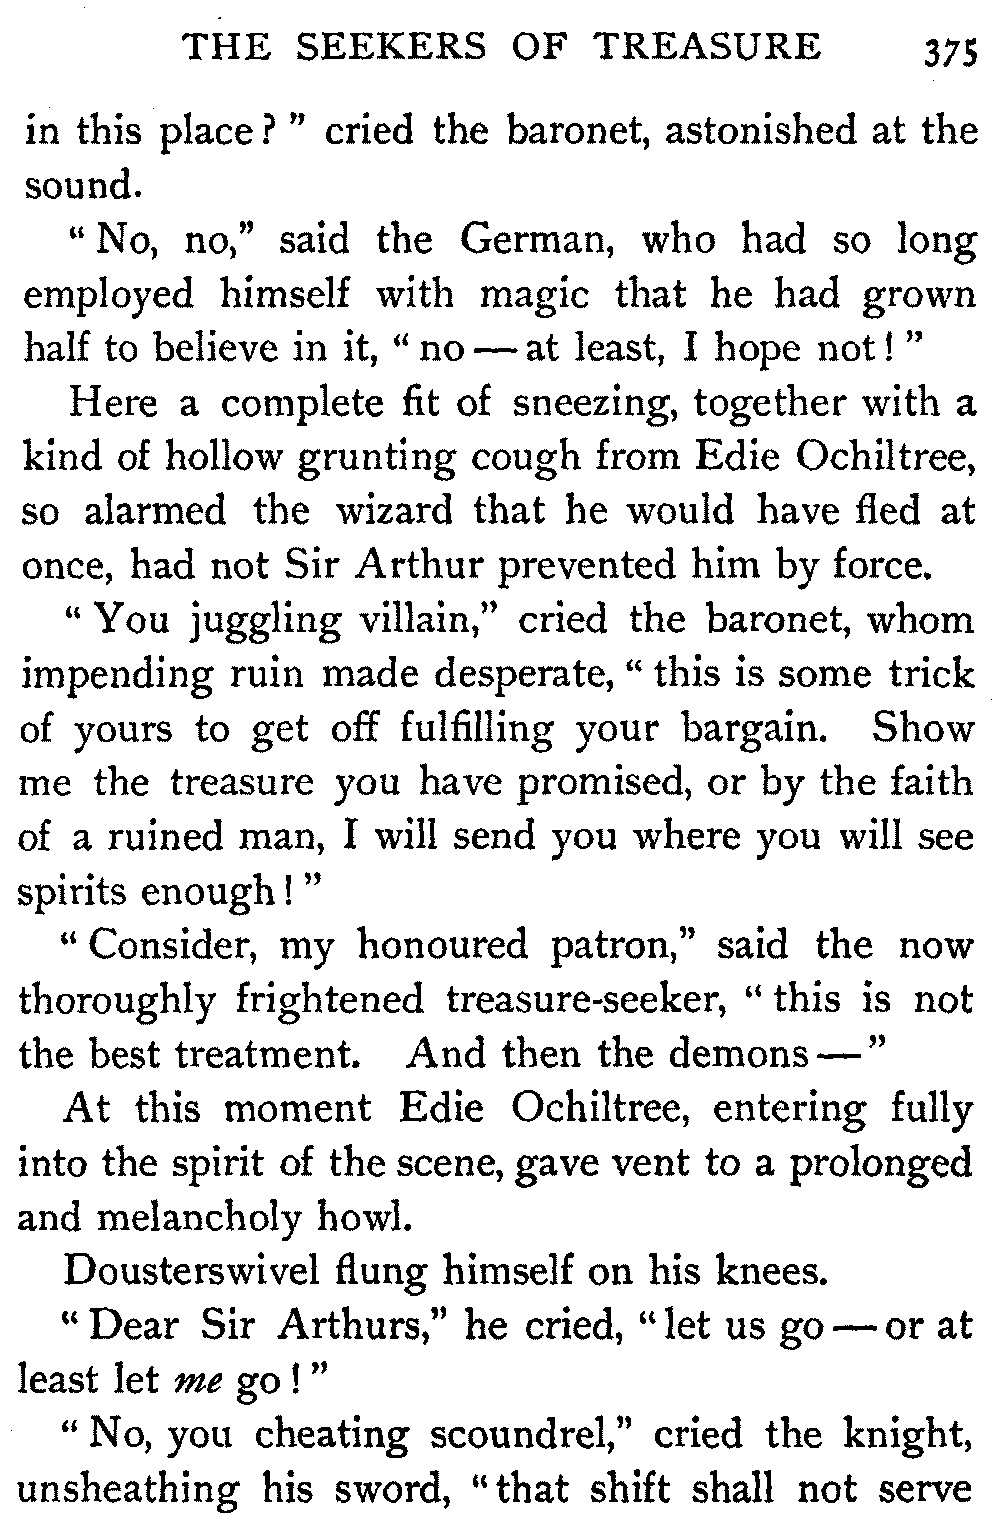 THE SEEKERS OF TREASURE 375
in this place? " cried the baronet, astonished at the
sound.
" No, no," said the German, who had so long
employed himself with magic that he had grown
half to believe in it, " no — at least, I hope not! "
Here a complete fit of sneezing, together with a
kind of hollow grunting cough from Edie Ochiltree,
so alarmed the wizard that he would have fled at
once, had not Sir Arthur prevented him by force.
" You juggling villain," cried the baronet, whom
impending ruin made desperate, " this is some trick
of yours to get off fulfilling your bargain. Show
me the treasure you have promised, or by the faith
of a ruined man, I will send you where you will see
spirits enough! "
" Consider, my honoured patron," said the now
thoroughly frightened treasure-seeker, " this is not
the best treatment. And then the demons — "
At this moment Edie Ochiltree, entering fully
into the spirit of the scene, gave vent to a prolonged
and melancholy howl.
Dousterswivel flung himself on his knees.
" Dear Sir Arthurs," he cried, " let us go — or at
least let me go ! "
" No, you cheating scoundrel," cried the knight,
unsheathing his sword, " that shift shall not serve